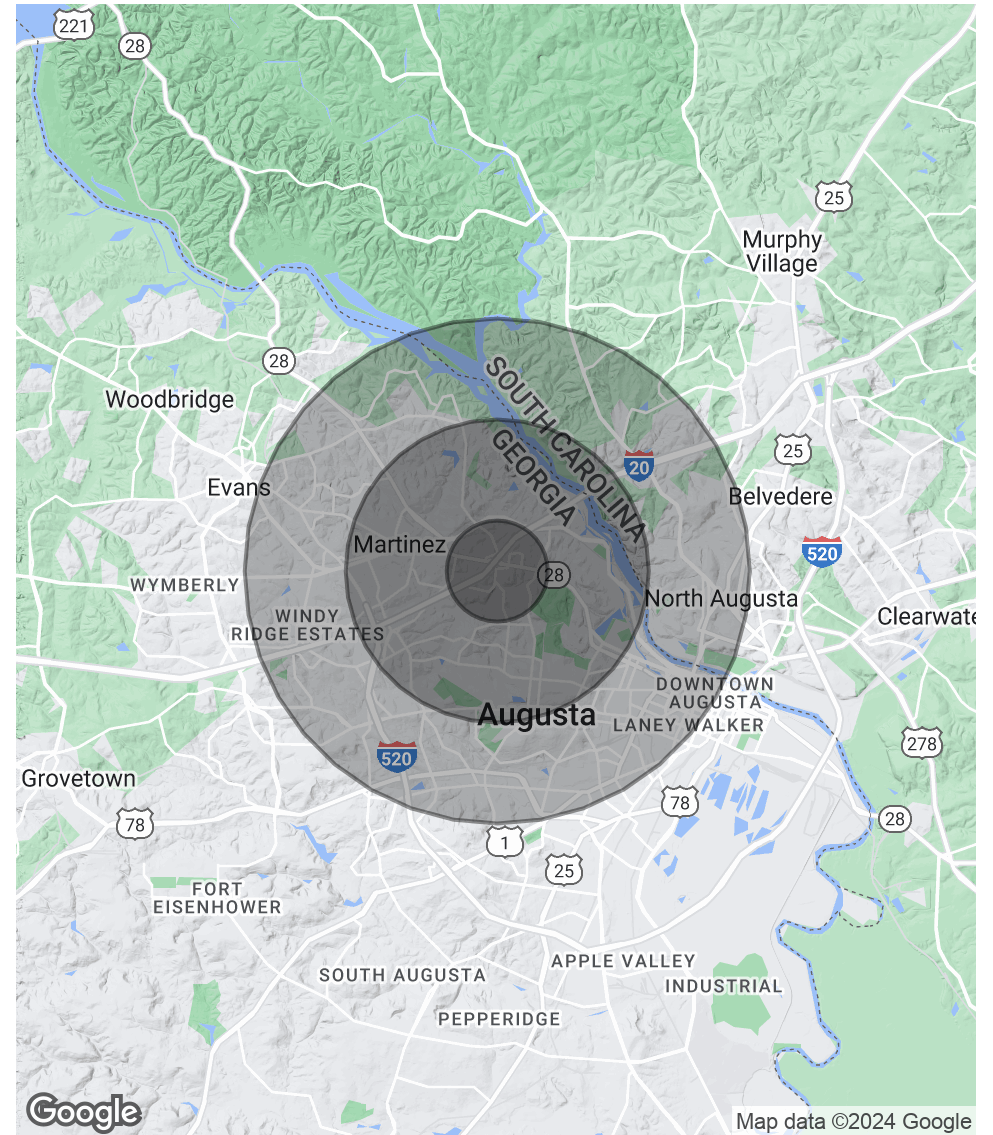 221
28
25
Murphy
Village
28
Woodbridge
SOUTH CAROLINA
GEORGIA
25
20
Evans
Belvedere
Martinez
520
28
WYMBERLY
North Augusta
WINDY
RIDGE ESTATES
Clearwate
DOWNTOWN
AUGUSTA
Augusta
LANEY WALKER
278
520
Grovetown
78
78
28
1
25
FORT
EISENHOWER
APPLE VALLEY
SOUTH AUGUSTA
INDUSTRIAL
PEPPERIDGE
Google
Map data ©2024 Google